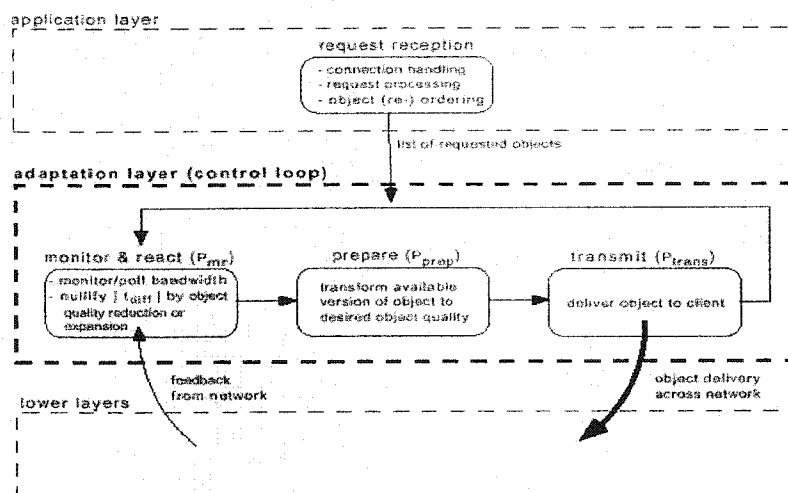 application layer
request reception
- connection handling
- request processing
- object (re-) ordering
list of requested objects
adaptation layer (control loop)
monitor & react (Pmr)
- monitor/poll bandwidth
- nullify | tdiff | by object
quality reduction or
expansion
prepare (Pprep)
transform available
version of object to
desired object quality
transmit (Ptrans)
deliver object to client
feedback
from network
object delivery
across network
lower layers